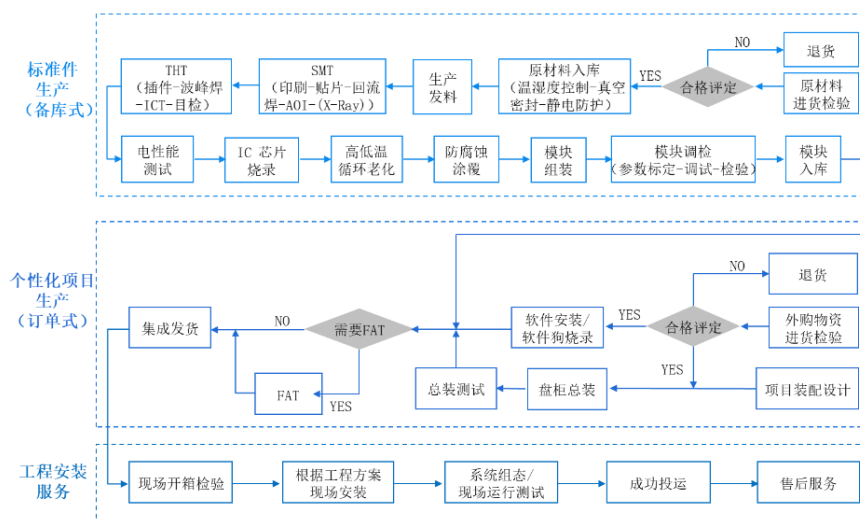 标准件
生产
（备库式）
THT
（插件-波峰焊
-ICT-目检）
SMT
（印刷-贴片-回流
焊-AOI-(X-Ray)）
生产
发料
原材料入库
（温湿度控制-真空
密封-静电防护）
YES
合格评定
NO
退货
原材料
进货检验
电性能
测试
IC 芯片
烧录
高低温
循环老化
防腐蚀
涂覆
模块
组装
模块调检
（参数标定-调试-检验）
模块
入库
个性化项目
生产
（订单式）
集成发货
NO
需要FAT
YES
FAT
软件安装/
软件狗烧录
YES
合格评定
NO
退货
外购物资
进货检验
YES
总装测试
盘柜总装
项目装配设计
工程安装
服务
现场开箱检验
根据工程方案
现场安装
系统组态/
现场运行测试
成功投运
售后服务